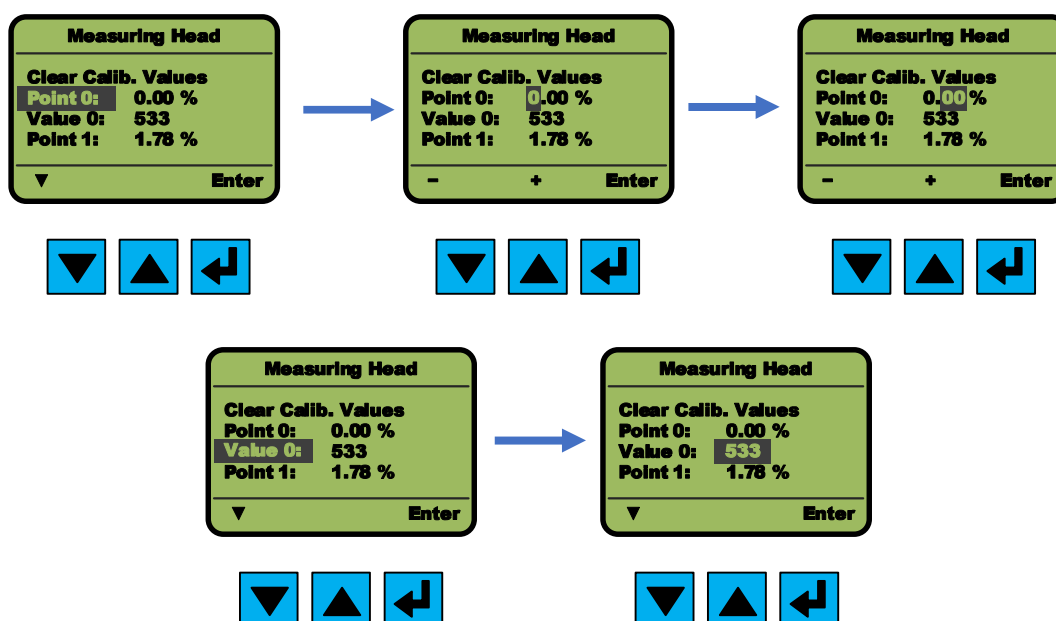 Measuring Head
Clear Calib. Values
Point 0: 0.00 %
Value 0: 533
Point 1: 1.78 %
▼ Enter
Measuring Head
Clear Calib. Values
Point 0: 0.00 %
Value 0: 533
Point 1: 1.78 %
- + Enter
Measuring Head
Clear Calib. Values
Point 0: 0.00 %
Value 0: 533
Point 1: 1.78 %
- + Enter
Measuring Head
Clear Calib. Values
Point 0: 0.00 %
Value 0: 533
Point 1: 1.78 %
▼ Enter
Measuring Head
Clear Calib. Values
Point 0: 0.00 %
Value 0: 533
Point 1: 1.78 %
▼ Enter